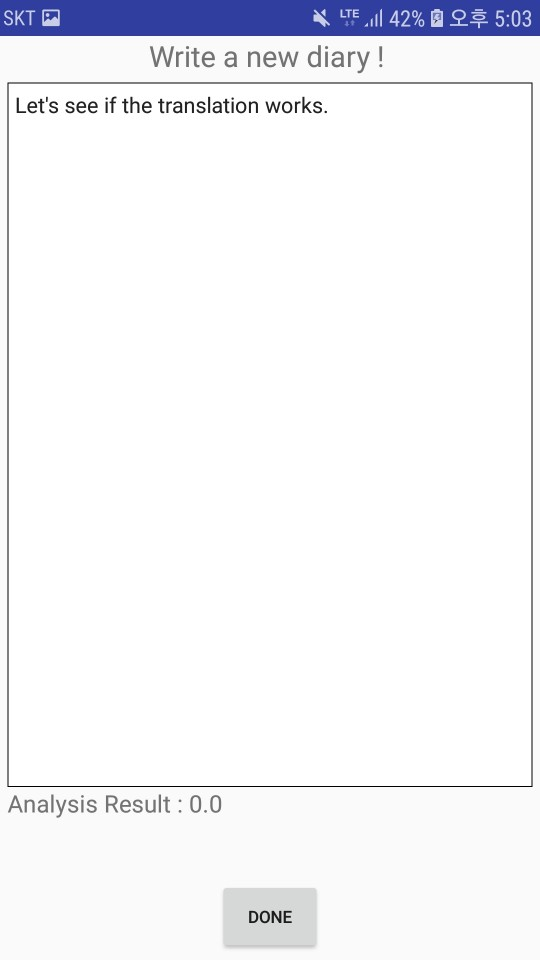 SKT LTE 42% 오후 5:03
Write a new diary !
Let's see if the translation works.
Analysis Result : 0.0
DONE